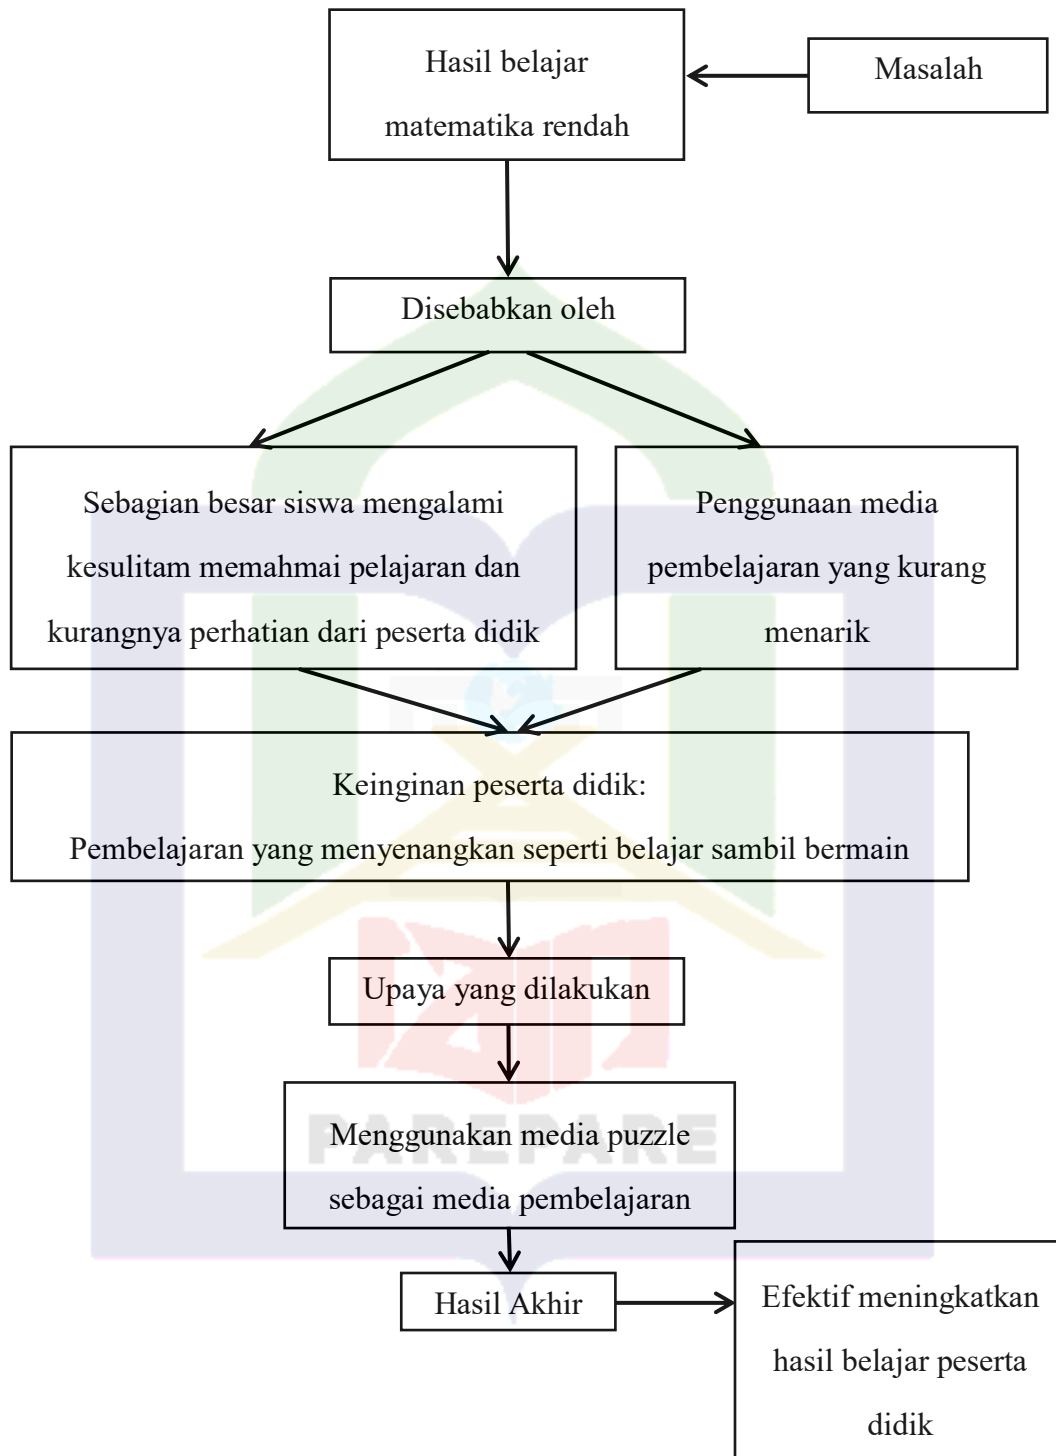 Hasil belajar
matematika rendah
Masalah
Disebabkan oleh
Sebagian besar siswa mengalami
kesulitam memahmai pelajaran dan
kurangnya perhatian dari peserta didik
Penggunaan media
pembelajaran yang kurang
menarik
Keinginan peserta didik:
Pembelajaran yang menyenangkan seperti belajar sambil bermain
Upaya yang dilakukan
Menggunakan media puzzle
sebagai media pembelajaran
PAREPARE
Hasil Akhir
Efektif meningkatkan
hasil belajar peserta
didik